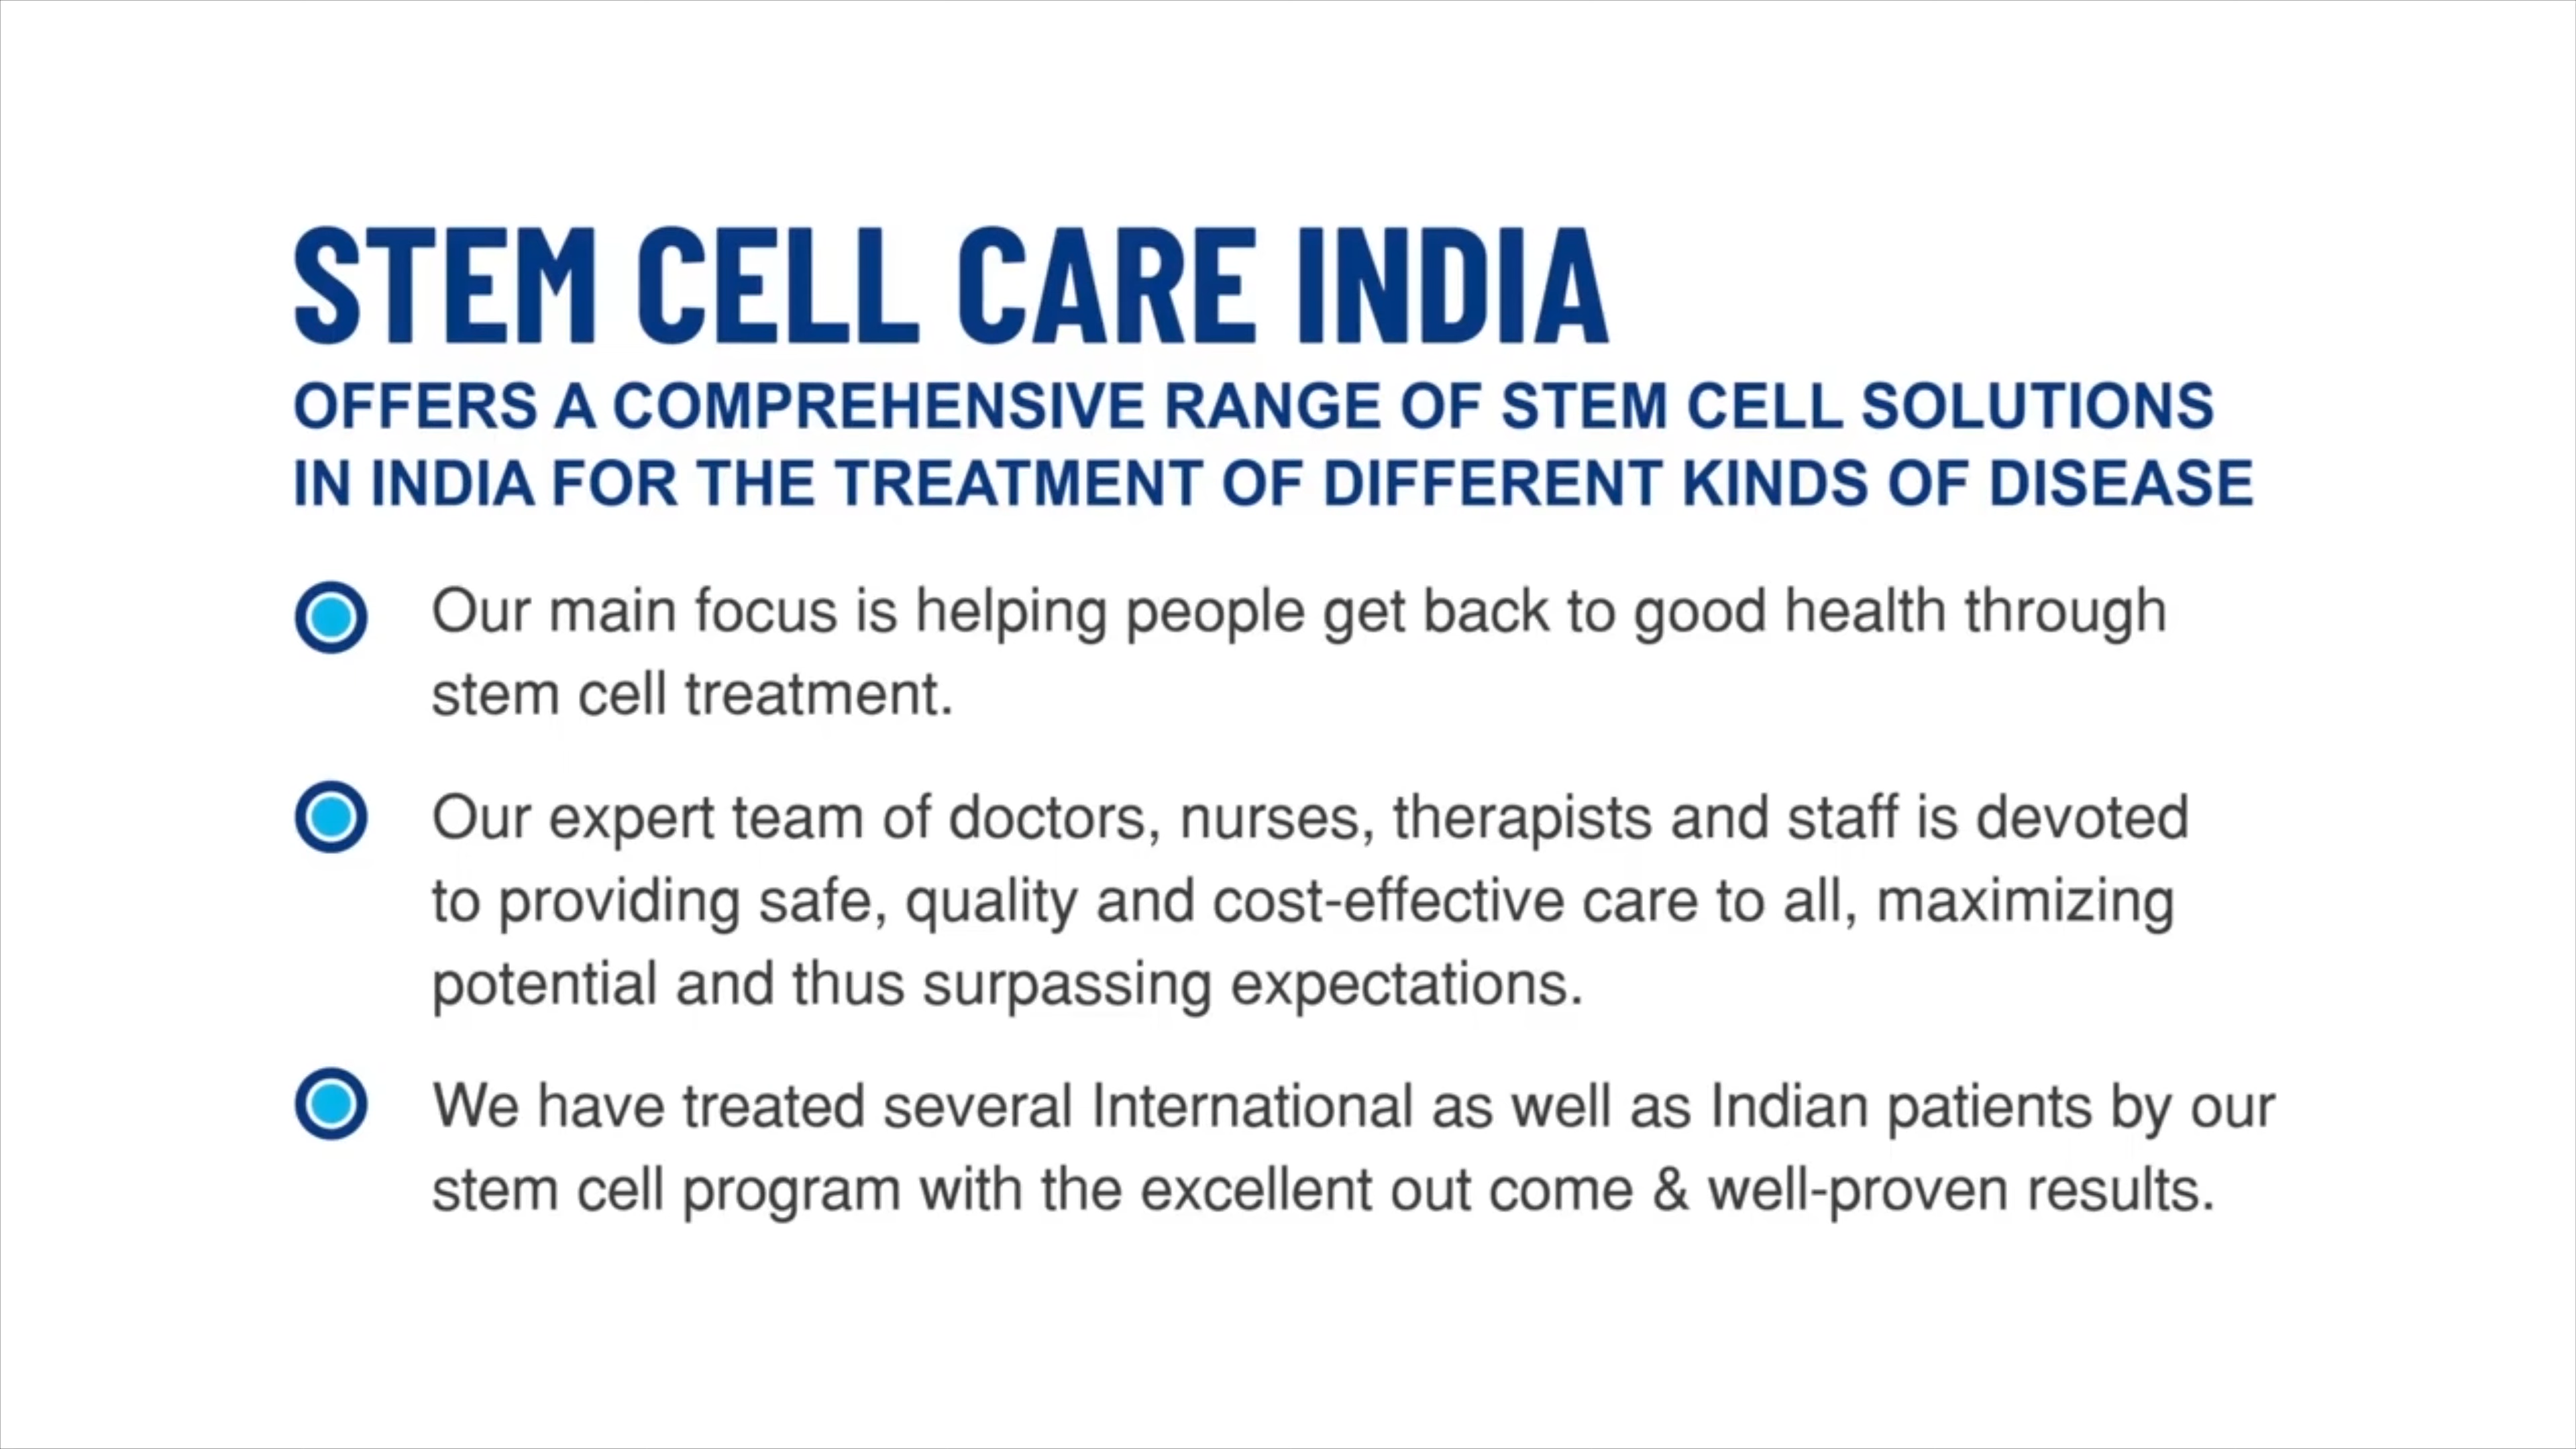 STEM CELL CARE INDIA
OFFERS A COMPREHENSIVE RANGE OF STEM CELL SOLUTIONS
IN INDIA FOR THE TREATMENT OF DIFFERENT KINDS OF DISEASE
Our main focus is helping people get back to good health through
stem cell treatment.
Our expert team of doctors, nurses, therapists and staff is devoted
to providing safe, quality and cost-effective care to all, maximizing
potential and thus surpassing expectations.
We have treated several International as well as Indian patients by our
stem cell program with the excellent out come & well-proven results.